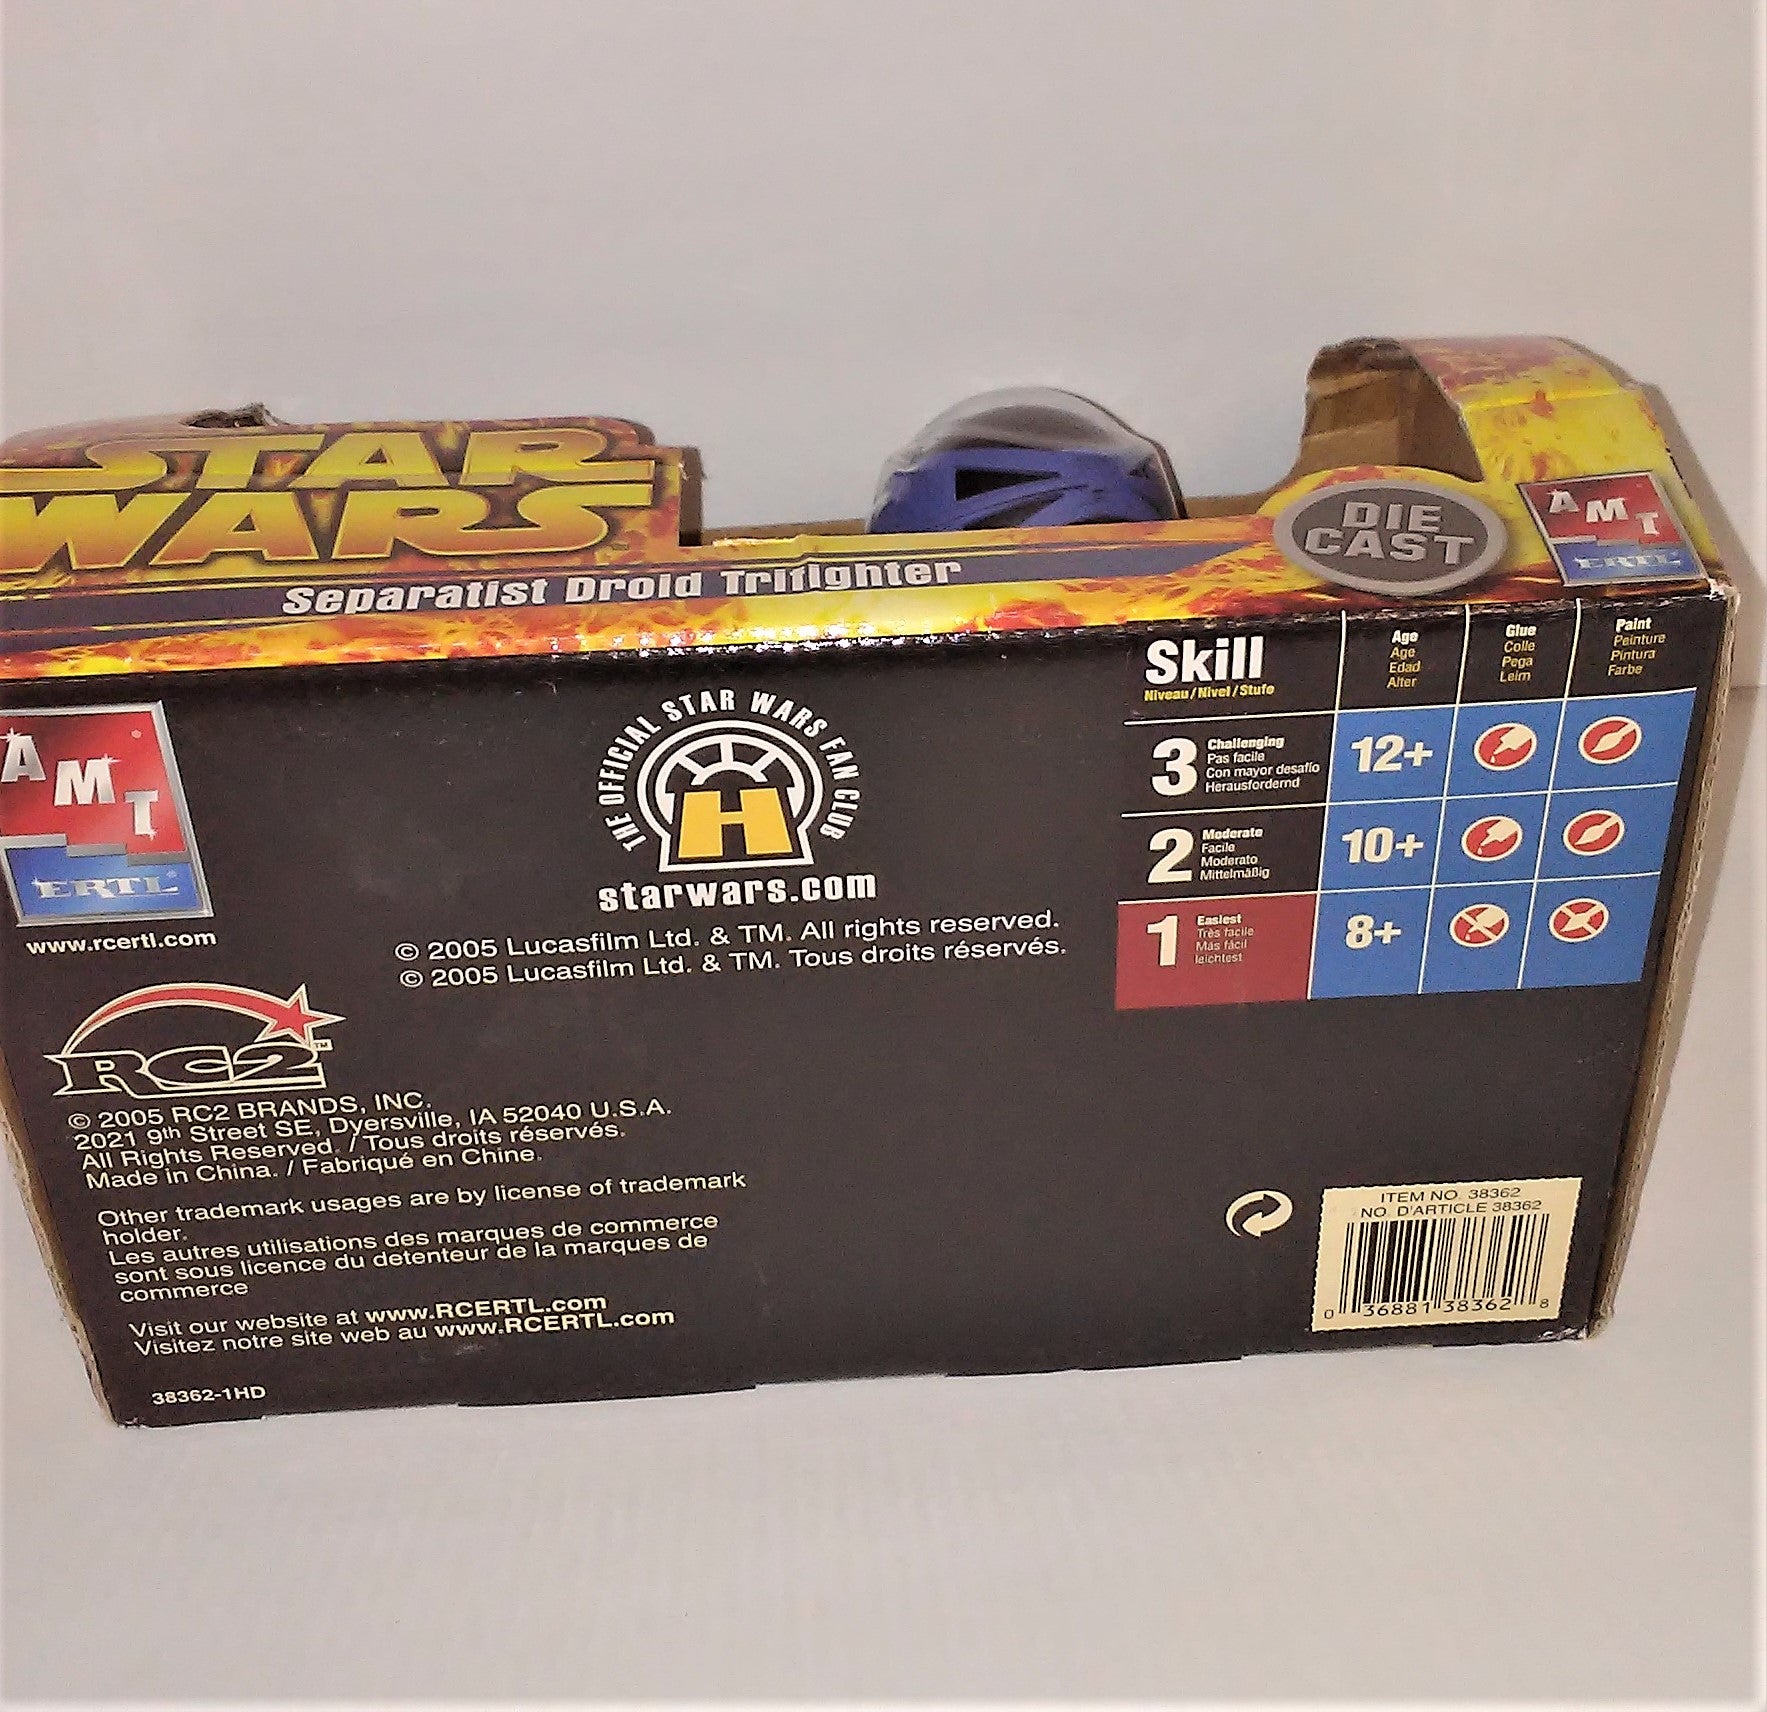 STAR
WARS
Separatist Droid Trifighter
DIE
CAST
AMT
ERTL
Skill
Niveau/Nivel/Stufe
Age
Age
Edad
Alter
Glue
Colle
Pega
Leim
Paint
Peinture
Pintura
Farbe
3
Challenging
Pas facile
Con mayor desafío
Herausfordernd
12+
2
Moderate
Facile
Moderato
Mittelmäßig
10+
1
Easiest
Très facile
Más fácil
leichtest
8+
AMT
ERTL®
www.rcertl.com
THE OFFICIAL STAR WARS FAN CLUB
H
starwars.com
© 2005 Lucasfilm Ltd. & TM. All rights reserved.
© 2005 Lucasfilm Ltd. & TM. Tous droits réservés.
RC2™
© 2005 RC2 BRANDS, INC.
2021 9th Street SE, Dyersville, IA 52040 U.S.A.
All Rights Reserved. / Tous droits réservés.
Made in China. / Fabriqué en Chine.
Other trademark usages are by license of trademark
holder.
Les autres utilisations des marques de commerce
sont sous licence du detenteur de la marques de
commerce
Visit our website at www.RCERTL.com
Visitez notre site web au www.RCERTL.com
38362-1HD
ITEM NO. 38362
NO. D'ARTICLE 38362
0 36881 38362 8